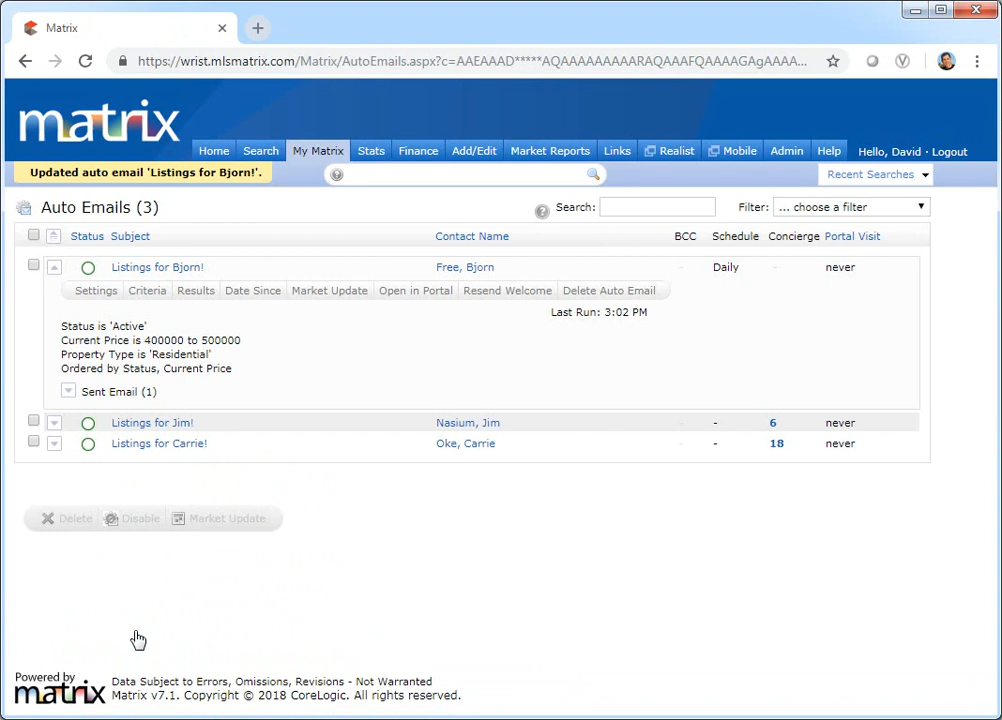 Matrix
https://wrist.mlsmatrix.com/Matrix/AutoEmails.aspx?c=AAEAAAD*****AQAAAAAAAAARAQAAAFQAAAAGAgAAAA...
matrix
Home Search My Matrix Stats Finance Add/Edit Market Reports Links Realist Mobile Admin Help Hello, David · Logout
Updated auto email 'Listings for Bjorn!'.
Recent Searches
Auto Emails (3)
Search:
Filter: ... choose a filter
Status Subject Contact Name BCC Schedule Concierge Portal Visit
Listings for Bjorn! Free, Bjorn - Daily - never
Settings Criteria Results Date Since Market Update Open in Portal Resend Welcome Delete Auto Email
Last Run: 3:02 PM
Status is 'Active'
Current Price is 400000 to 500000
Property Type is 'Residential'
Ordered by Status, Current Price
Sent Email (1)
Listings for Jim! Nasium, Jim - - 6 never
Listings for Carrie! Oke, Carrie - - 18 never
Delete Disable Market Update
Powered by
matrix
Data Subject to Errors, Omissions, Revisions - Not Warranted
Matrix v7.1. Copyright © 2018 CoreLogic. All rights reserved.